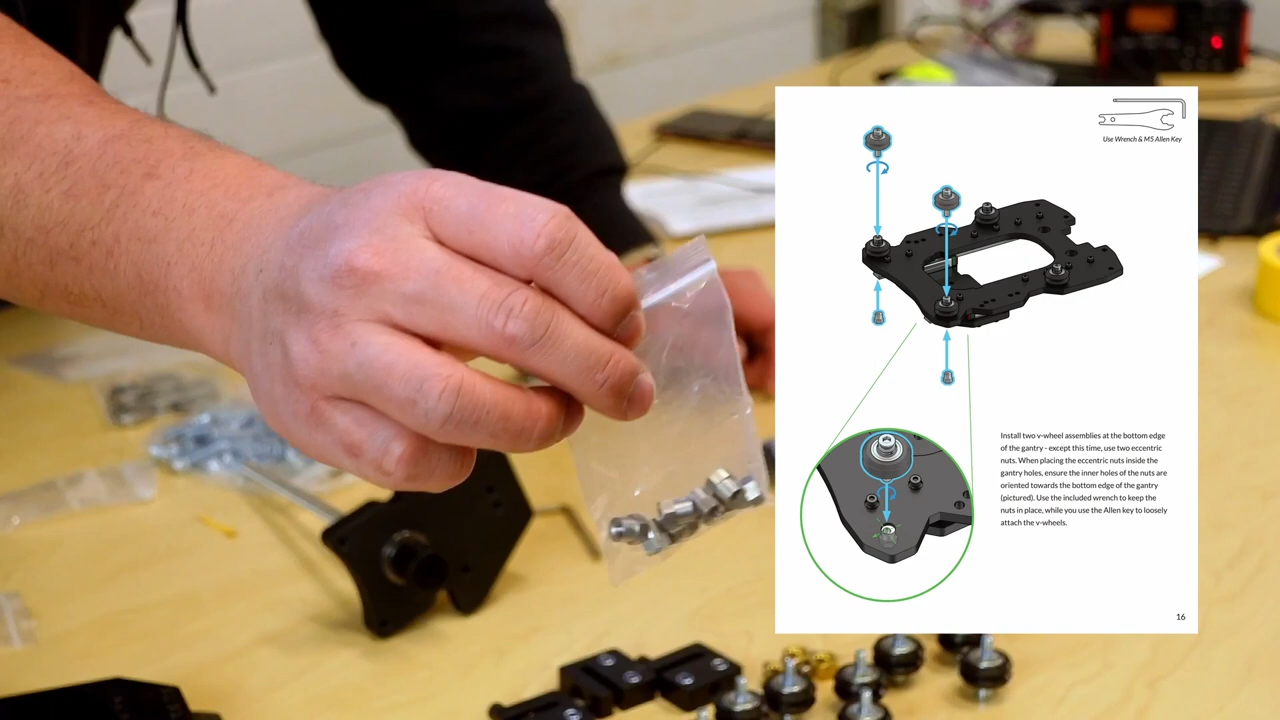 Use Wrench & M5 Allen Key
Install two v-wheel assemblies at the bottom edge
of the gantry - except this time, use two eccentric
nuts. When placing the eccentric nuts inside the
gantry holes, ensure the inner holes of the nuts are
oriented towards the bottom edge of the gantry
(pictured). Use the included wrench to keep the
nuts in place, while you use the Allen key to loosely
attach the v-wheels.
16